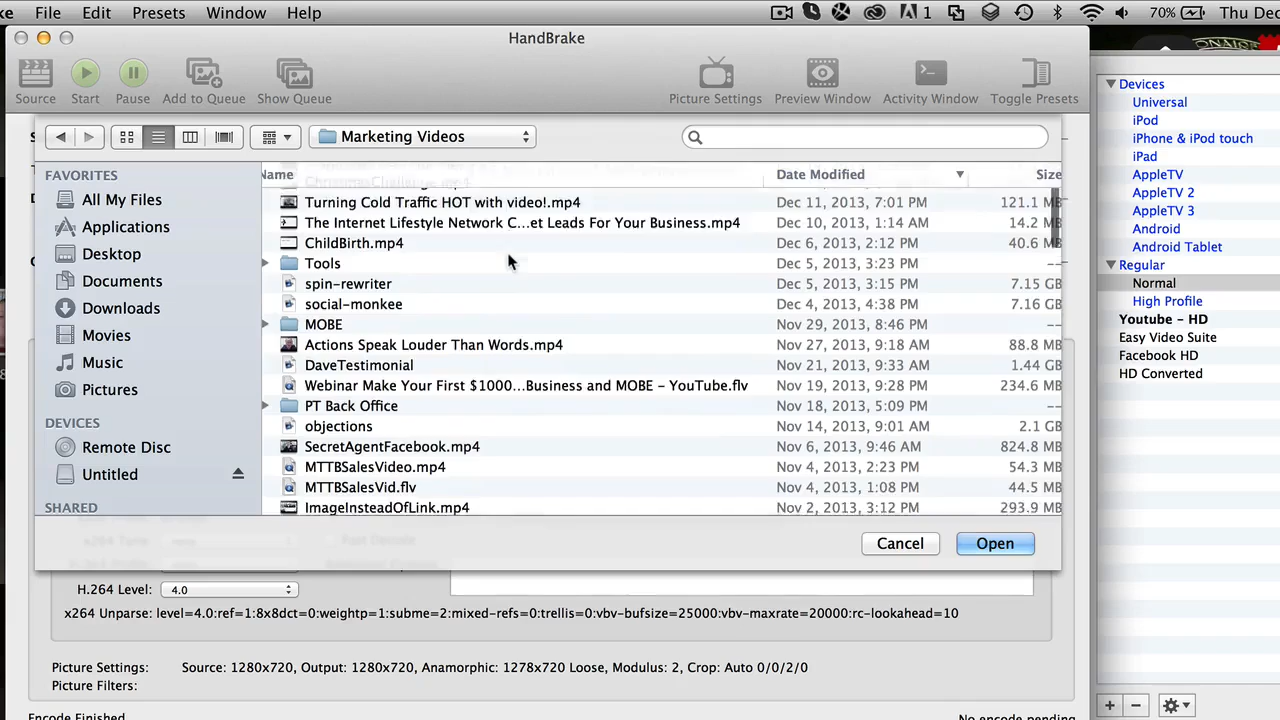 ke File Edit Presets Window Help 1 70% Thu Dec
HandBrake
Source Start Pause Add to Queue Show Queue Picture Settings Preview Window Activity Window Toggle Presets
Marketing Videos
FAVORITES
All My Files
Applications
Desktop
Documents
Downloads
Movies
Music
Pictures
DEVICES
Remote Disc
Untitled
SHARED
Name Date Modified Size
ChristmasChallenge.mp4
Turning Cold Traffic HOT with video!.mp4 Dec 11, 2013, 7:01 PM 121.1 MB
The Internet Lifestyle Network C...et Leads For Your Business.mp4 Dec 10, 2013, 1:14 AM 14.2 MB
ChildBirth.mp4 Dec 6, 2013, 2:12 PM 40.6 MB
Tools Dec 5, 2013, 3:23 PM --
spin-rewriter Dec 5, 2013, 3:15 PM 7.15 GB
social-monkee Dec 4, 2013, 4:38 PM 7.16 GB
MOBE Nov 29, 2013, 8:46 PM --
Actions Speak Louder Than Words.mp4 Nov 27, 2013, 9:18 AM 88.8 MB
DaveTestimonial Nov 21, 2013, 9:33 AM 1.44 GB
Webinar Make Your First $1000...Business and MOBE - YouTube.flv Nov 19, 2013, 9:28 PM 234.6 MB
PT Back Office Nov 18, 2013, 5:09 PM --
objections Nov 14, 2013, 9:01 AM 2.1 GB
SecretAgentFacebook.mp4 Nov 6, 2013, 9:46 AM 824.8 MB
MTTBSalesVideo.mp4 Nov 4, 2013, 2:23 PM 54.3 MB
MTTBSalesVid.flv Nov 4, 2013, 1:08 PM 44.5 MB
ImageInsteadOfLink.mp4 Nov 2, 2013, 3:12 PM 293.9 MB
Cancel Open
Fast Decode
H.264 Level: 4.0
x264 Unparse: level=4.0:ref=1:8x8dct=0:weightp=1:subme=2:mixed-refs=0:trellis=0:vbv-bufsize=25000:vbv-maxrate=20000:rc-lookahead=10
Picture Settings: Source: 1280x720, Output: 1280x720, Anamorphic: 1278x720 Loose, Modulus: 2, Crop: Auto 0/0/2/0
Picture Filters:
Encode Finished No encode pending
Devices
Universal
iPod
iPhone & iPod touch
iPad
AppleTV
AppleTV 2
AppleTV 3
Android
Android Tablet
Regular
Normal
High Profile
Youtube - HD
Easy Video Suite
Facebook HD
HD Converted